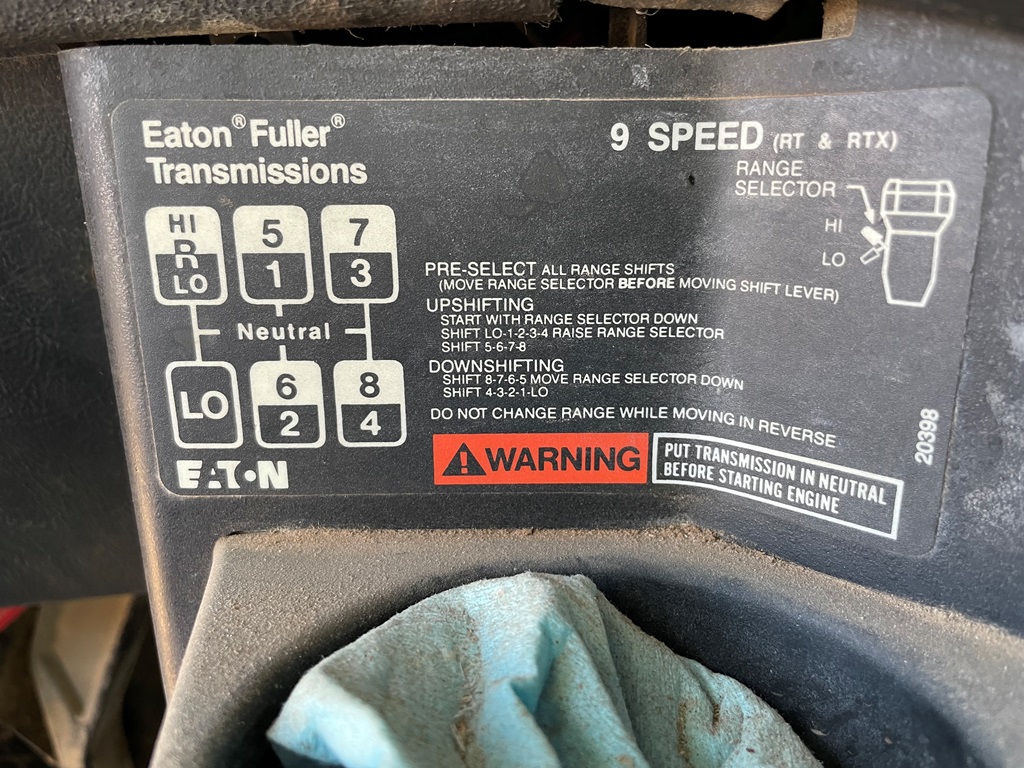 Eaton® Fuller®
Transmissions
9 SPEED (RT & RTX)
RANGE
SELECTOR
HI
LO
HI
R
R
LO
5
1
7
3
Neutral
LO
6
2
8
4
PRE-SELECT ALL RANGE SHIFTS
(MOVE RANGE SELECTOR BEFORE MOVING SHIFT LEVER)
UPSHIFTING
START WITH RANGE SELECTOR DOWN
SHIFT LO-1-2-3-4 RAISE RANGE SELECTOR
SHIFT 5-6-7-8
DOWNSHIFTING
SHIFT 8-7-6-5 MOVE RANGE SELECTOR DOWN
SHIFT 4-3-2-1-LO
DO NOT CHANGE RANGE WHILE MOVING IN REVERSE
EATON
WARNING
PUT TRANSMISSION IN NEUTRAL
BEFORE STARTING ENGINE
20398